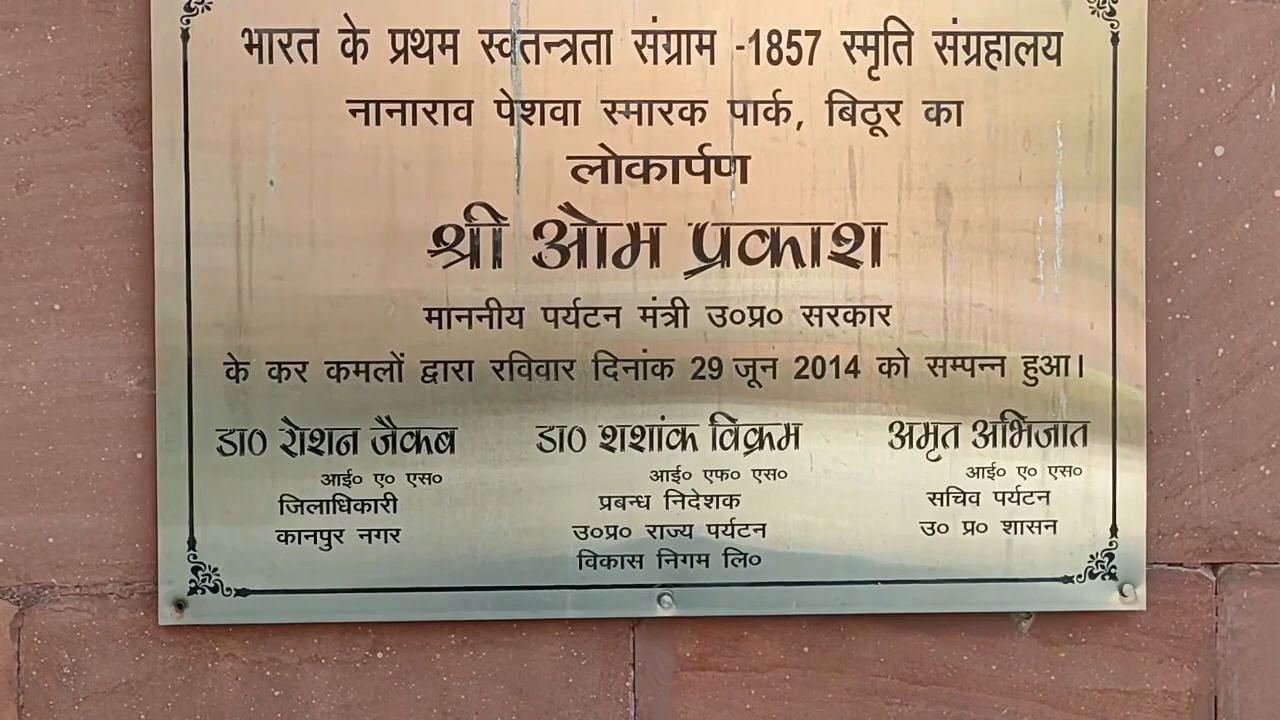 भारत के प्रथम स्वतन्त्रता संग्राम -1857 स्मृति संग्रहालय
नानाराव पेशवा स्मारक पार्क, बिठूर का
लोकार्पण
श्री ओम प्रकाश
माननीय पर्यटन मंत्री उ०प्र० सरकार
के कर कमलों द्वारा रविवार दिनांक 29 जून 2014 को सम्पन्न हुआ।
डा० रोशन जैकब
आई० ए० एस०
जिलाधिकारी
कानपुर नगर
डा० शशांक विक्रम
आई० एफ० एस०
प्रबन्ध निदेशक
उ०प्र० राज्य पर्यटन
विकास निगम लि०
अमृत अभिजात
आई० ए० एस०
सचिव पर्यटन
उ० प्र० शासन